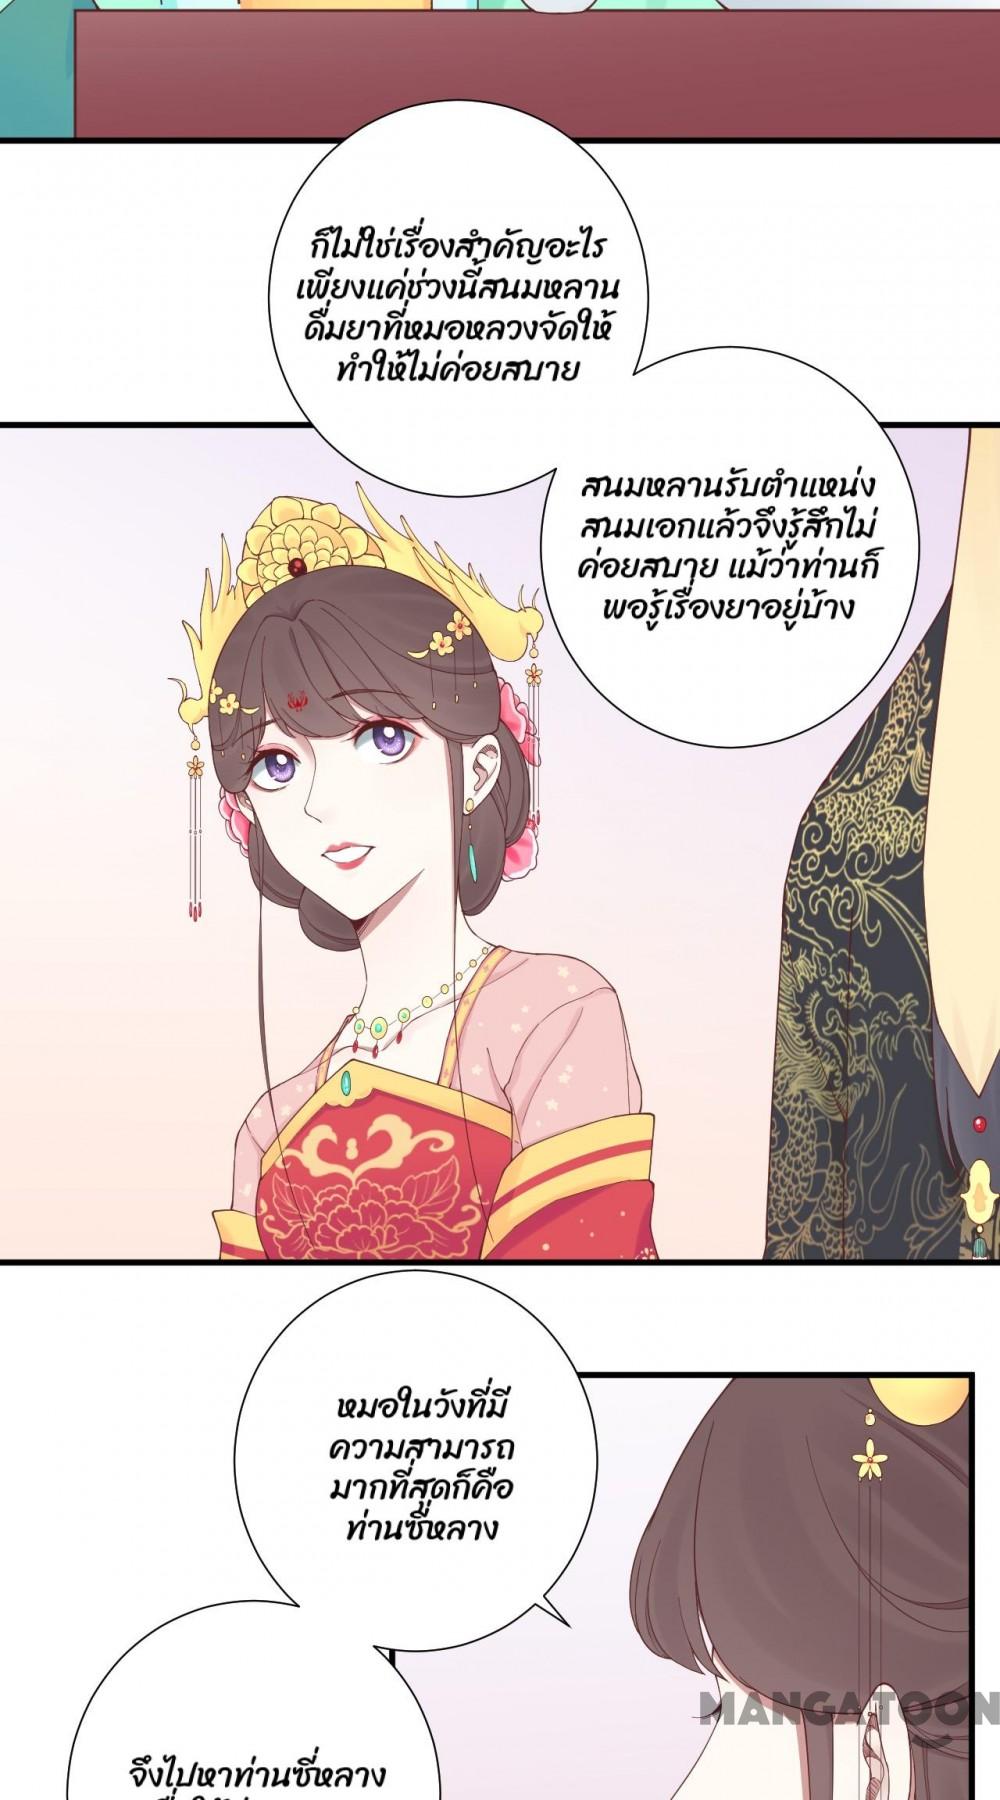 ก็ไม่ใช่เรื่องสำคัญอะไร
เพียงแค่ช่วงนี้สนมหลาน
ดื่มยาที่หมอหลวงจัดให้
ทำให้ไม่ค่อยสบาย
สนมหลานรับตำแหน่ง
สนมเอกแล้วจึงรู้สึกไม่
ค่อยสบาย แม้ว่าท่านก็
พอรู้เรื่องยาอยู่บ้าง
หมอในวังที่มี
ความสามารถ
มากที่สุดก็คือ
ท่านซี่หลาง
MANGATOON
จึงไปหาท่านซี่หลาง